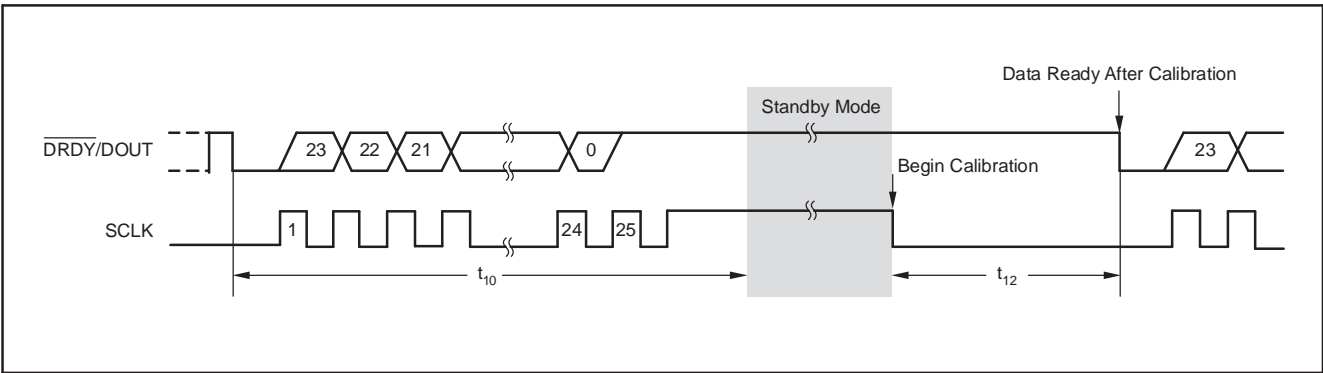 Data Ready After Calibration
Standby Mode
DRDY/DOUT
23 22 21 0 23
Begin Calibration
SCLK
1 24 25
t10 t12